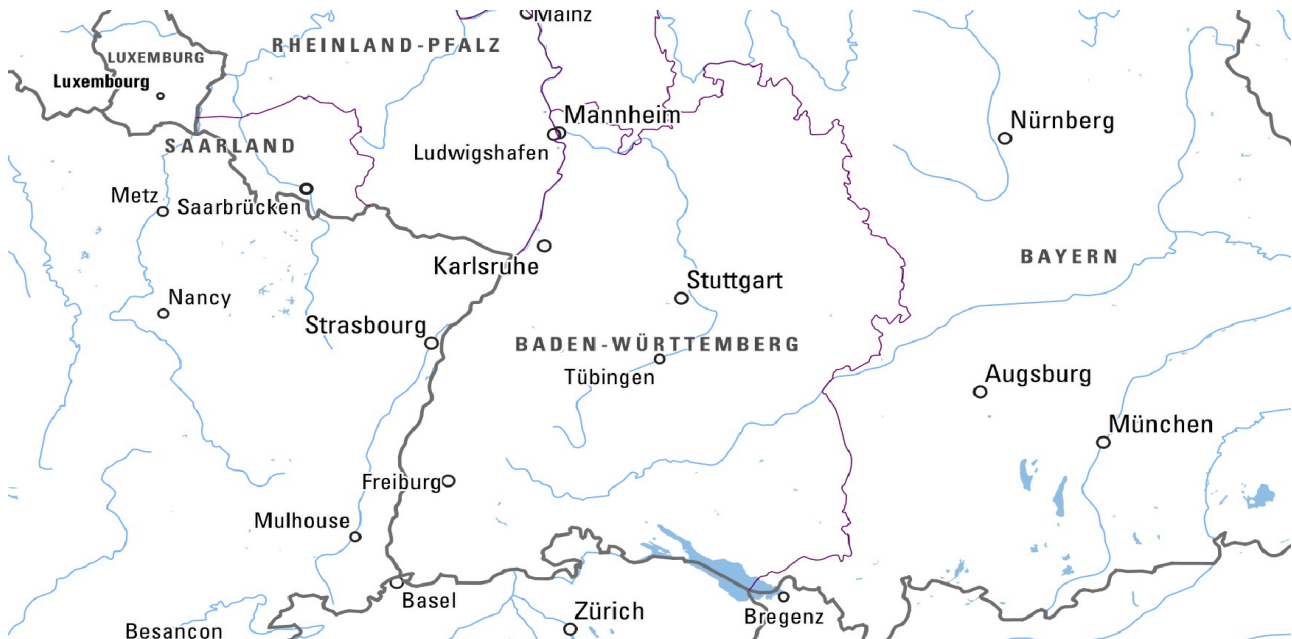 Mainz
RHEINLAND-PFALZ
LUXEMBURG
Luxembourg
Mannheim
Nürnberg
SAARLAND
Ludwigshafen
Metz
Saarbrücken
Karlsruhe
BAYERN
Stuttgart
Nancy
Strasbourg
BADEN-WÜRTTEMBERG
Tübingen
Augsburg
München
Freiburg
Mulhouse
Basel
Zürich
Bregenz
Besancon